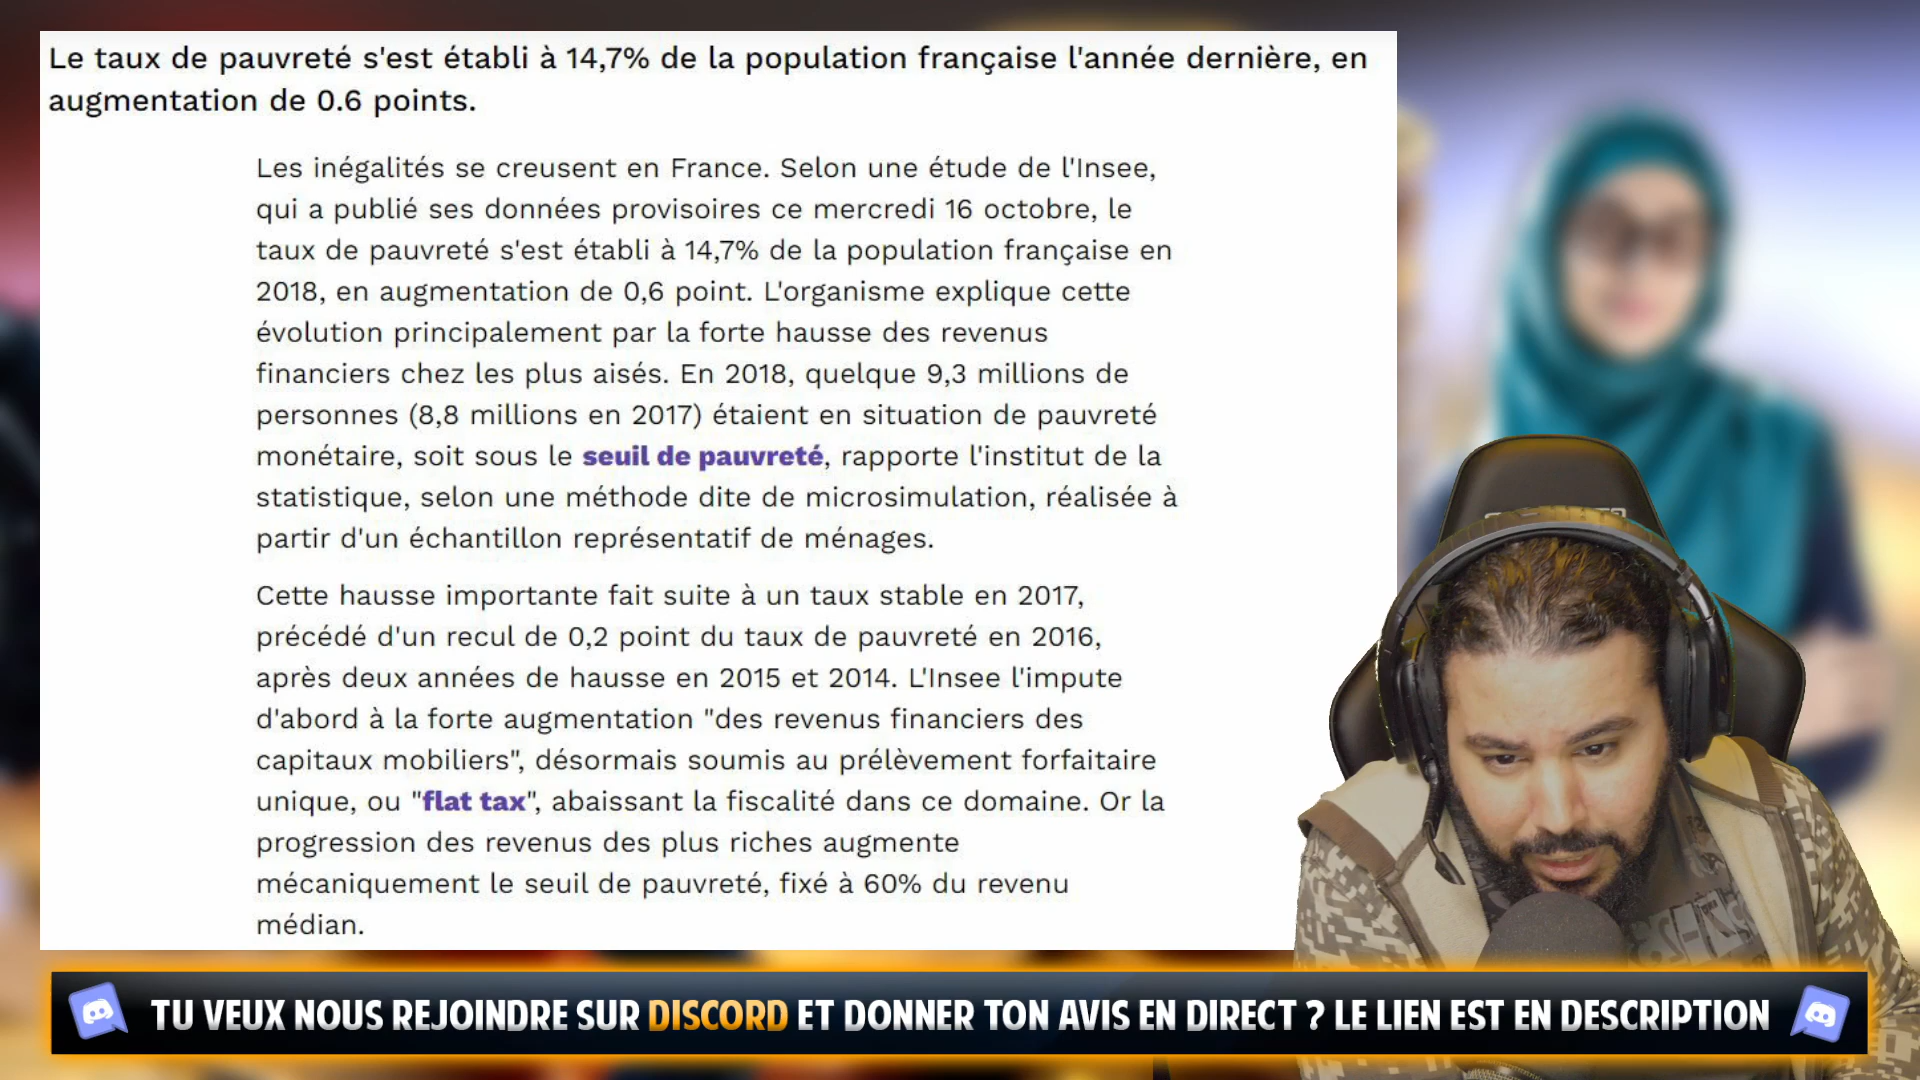 Le taux de pauvreté s'est établi à 14,7% de la population française l'année dernière, en
augmentation de 0.6 points.
Les inégalités se creusent en France. Selon une étude de l'Insee,
qui a publié ses données provisoires ce mercredi 16 octobre, le
taux de pauvreté s'est établi à 14,7% de la population française en
2018, en augmentation de 0,6 point. L'organisme explique cette
évolution principalement par la forte hausse des revenus
financiers chez les plus aisés. En 2018, quelque 9,3 millions de
personnes (8,8 millions en 2017) étaient en situation de pauvreté
monétaire, soit sous le seuil de pauvreté, rapporte l'institut de la
statistique, selon une méthode dite de microsimulation, réalisée à
partir d'un échantillon représentatif de ménages.
Cette hausse importante fait suite à un taux stable en 2017,
précédé d'un recul de 0,2 point du taux de pauvreté en 2016,
après deux années de hausse en 2015 et 2014. L'Insee l'impute
d'abord à la forte augmentation "des revenus financiers des
capitaux mobiliers", désormais soumis au prélèvement forfaitaire
unique, ou "flat tax", abaissant la fiscalité dans ce domaine. Or la
progression des revenus des plus riches augmente
mécaniquement le seuil de pauvreté, fixé à 60% du revenu
médian.
TU VEUX NOUS REJOINDRE SUR DISCORD ET DONNER TON AVIS EN DIRECT ? LE LIEN EST EN DESCRIPTION